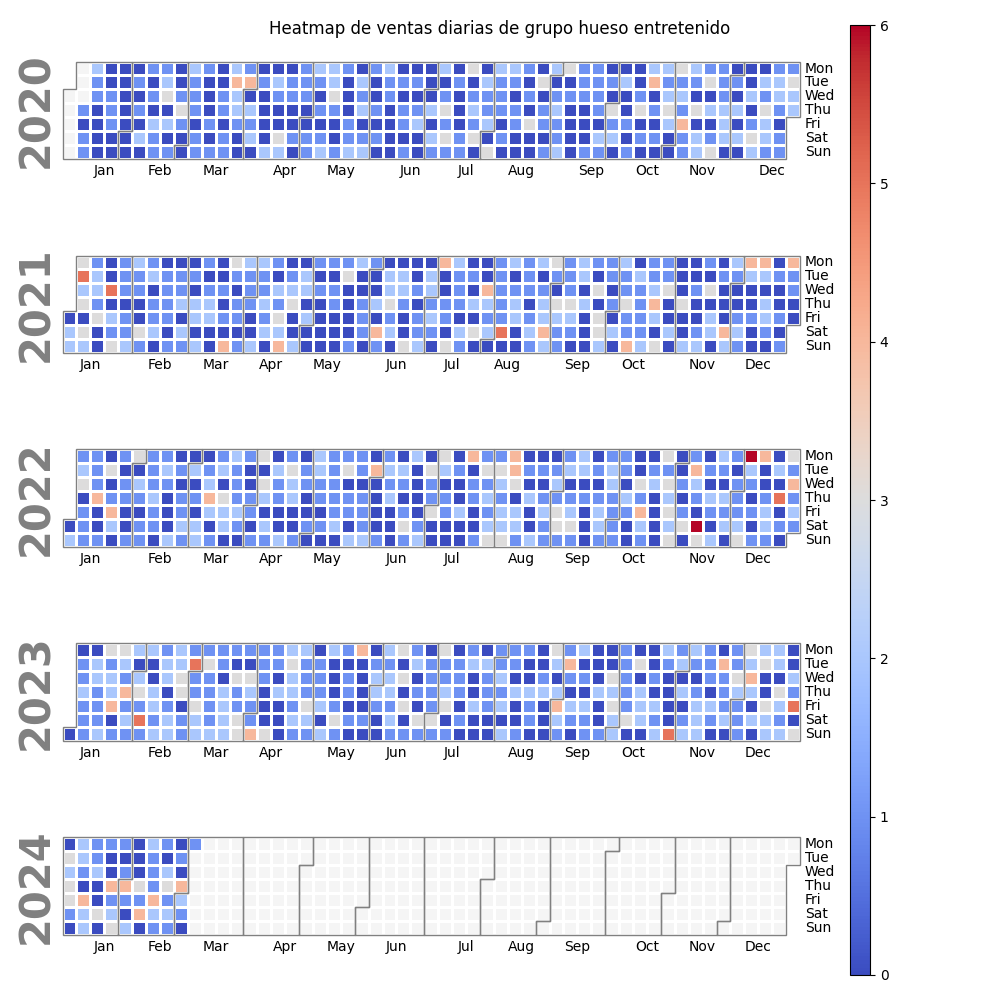 Heatmap de ventas diarias de grupo hueso entretenido
6
5
4
3
2
1
0
2020
Mon
Tue
Wed
Thu
Fri
Sat
Sun
Jan Feb Mar Apr May Jun Jul Aug Sep Oct Nov Dec
2021
Mon
Tue
Wed
Thu
Fri
Sat
Sun
Jan Feb Mar Apr May Jun Jul Aug Sep Oct Nov Dec
2022
Mon
Tue
Wed
Thu
Fri
Sat
Sun
Jan Feb Mar Apr May Jun Jul Aug Sep Oct Nov Dec
2023
Mon
Tue
Wed
Thu
Fri
Sat
Sun
Jan Feb Mar Apr May Jun Jul Aug Sep Oct Nov Dec
2024
Mon
Tue
Wed
Thu
Fri
Sat
Sun
Jan Feb Mar Apr May Jun Jul Aug Sep Oct Nov Dec